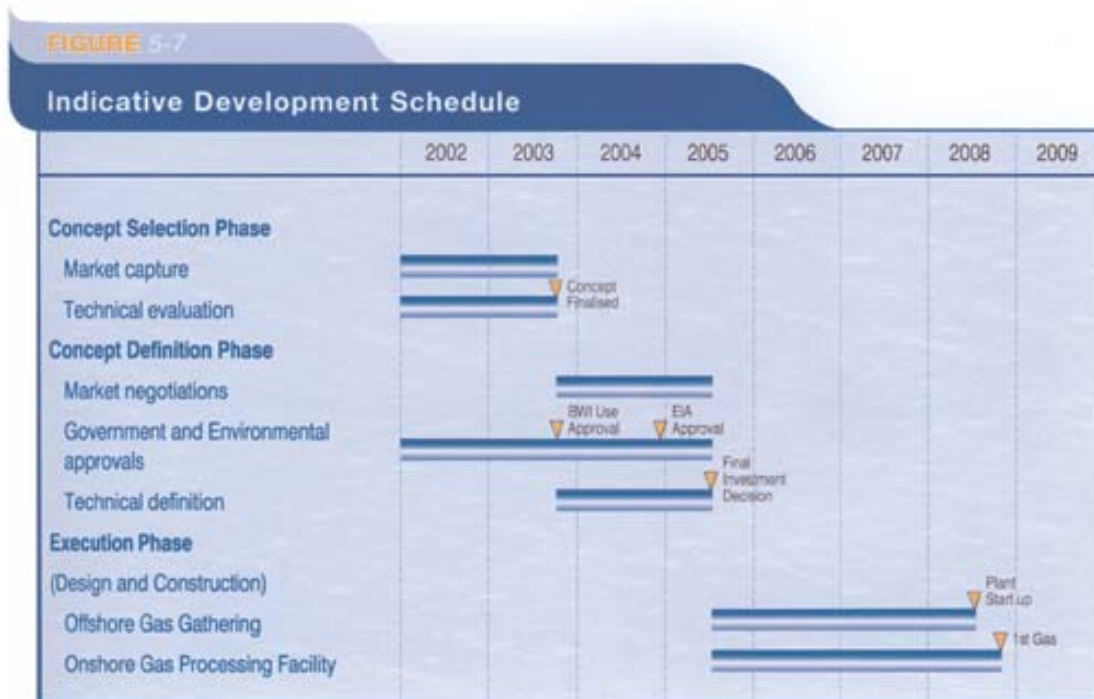 FIGURE 5-7
Indicative Development Schedule
2002 2003 2004 2005 2006 2007 2008 2009
Concept Selection Phase
Market capture
Concept
Finalised
Technical evaluation
Concept Definition Phase
Market negotiations
BWI Use
Approval
EIA
Approval
Government and Environmental
approvals
Final
Investment
Decision
Technical definition
Execution Phase
(Design and Construction)
Plant
Start up
Offshore Gas Gathering
1st Gas
Onshore Gas Processing Facility